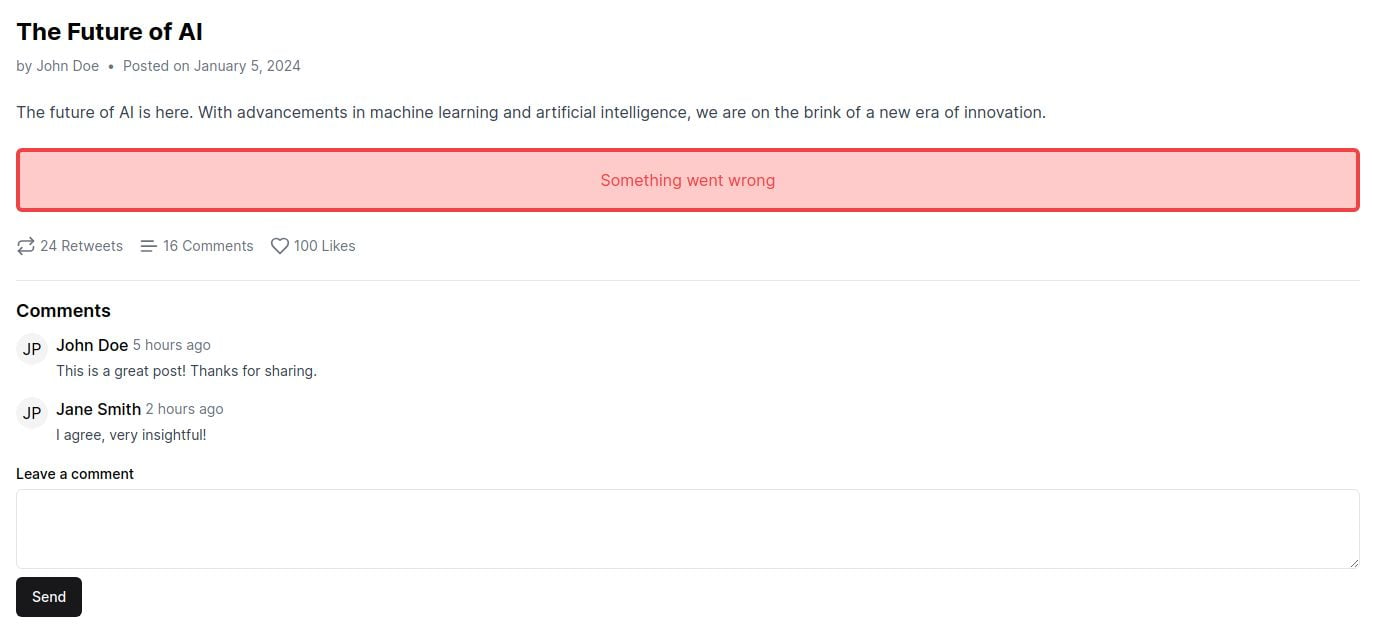 The Future of AI
by John Doe • Posted on January 5, 2024
The future of AI is here. With advancements in machine learning and artificial intelligence, we are on the brink of a new era of innovation.
Something went wrong
24 Retweets 16 Comments 100 Likes
Comments
JP John Doe 5 hours ago
This is a great post! Thanks for sharing.
JP Jane Smith 2 hours ago
I agree, very insightful!
Leave a comment
Send